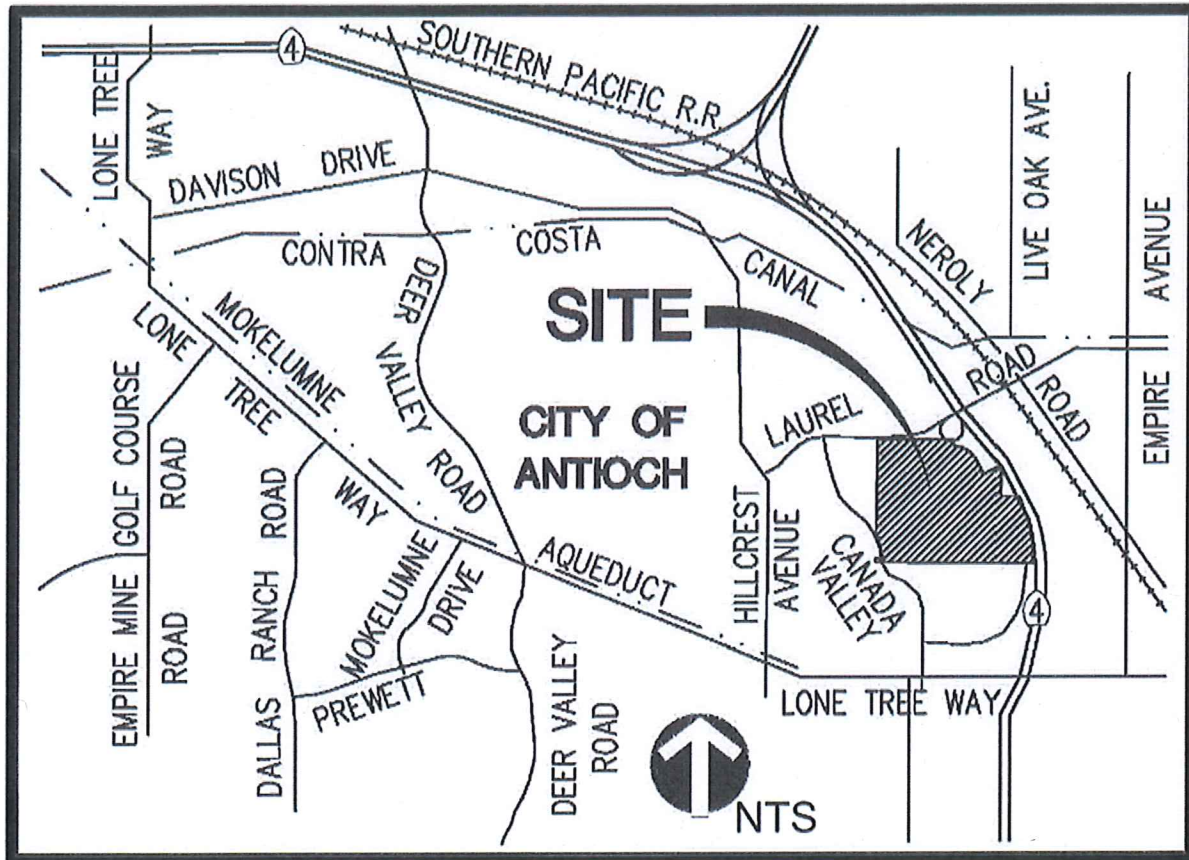 4
SOUTHERN PACIFIC R.R
LONE TREE
WAY
DAVISON DRIVE
LIVE OAK AVE.
EMPIRE AVENUE
NEROLY
ROAD
CONTRA COSTA CANAL
DEER
VALLEY ROAD
MOKELUMNE
AQUEDUCT
LONE
TREE
WAY
SITE
CITY OF
ANTIOCH
LAUREL
ROAD
EMPIRE MINE
ROAD
GOLF COURSE
ROAD
DALLAS RANCH ROAD
MOKELUMNE
DRIVE
PREWETT
HILLCREST
AVENUE
CANADA
VALLEY
4
LONE TREE WAY
DEER VALLEY
ROAD
NTS